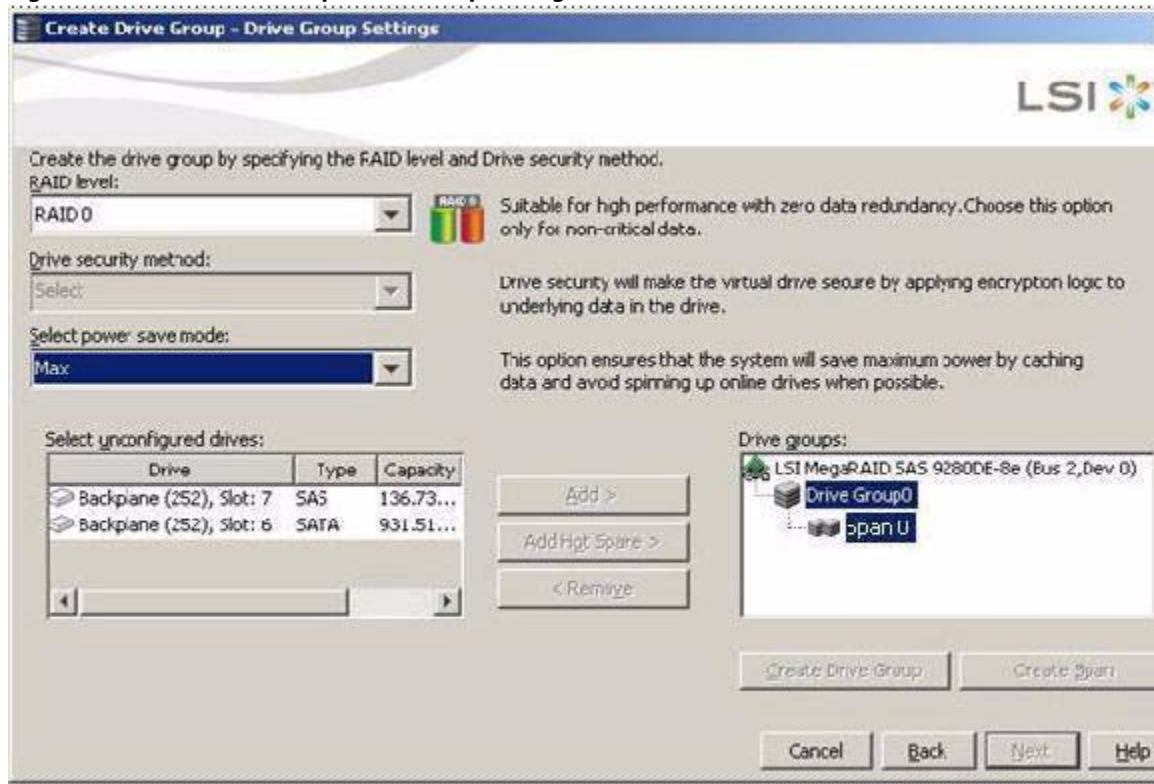 Create Drive Group - Drive Group Settings
LSI
Create the drive group by specifying the RAID level and Drive security method.
RAID level:
RAID 0
RAID 0
Suitable for high performance with zero data redundancy.Choose this option
only for non-critical data.
Drive security method:
Select
Drive security will make the virtual drive secure by applying encryption logic to
underlying data in the drive.
Select power save mode:
Max
This option ensures that the system will save maximum power by caching
data and avoid spinning up online drives when possible.
Select unconfigured drives:
Drive Type Capacity
Backplane (252), Slot: 7 SAS 136.73...
Backplane (252), Slot: 6 SATA 931.51...
Add >
Add Hot Spare >
< Remove
Drive groups:
LSI MegaRAID SAS 9280DE-8e (Bus 2,Dev 0)
Drive Group0
Span 0
Create Drive Group Create Span
Cancel Back Next Help